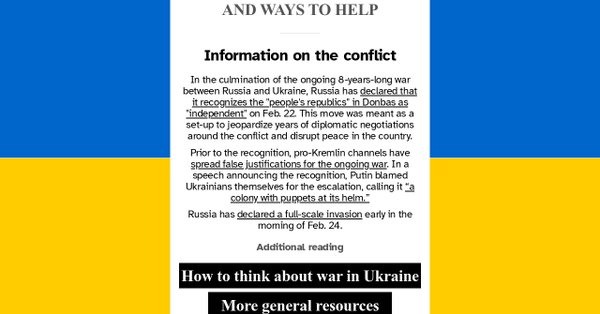 AND WAYS TO HELP
Information on the conflict
In the culmination of the ongoing 8-years-long war
between Russia and Ukraine, Russia has declared that
it recognizes the "people's republics" in Donbas as
"independent" on Feb. 22. This move was meant as a
set-up to jeopardize years of diplomatic negotiations
around the conflict and disrupt peace in the country.
Prior to the recognition, pro-Kremlin channels have
spread false justifications for the ongoing war. In a
speech announcing the recognition, Putin blamed
Ukrainians themselves for the escalation, calling it “a
colony with puppets at its helm.”
Russia has declared a full-scale invasion early in the
morning of Feb. 24.
Additional reading
How to think about war in Ukraine
More general resources